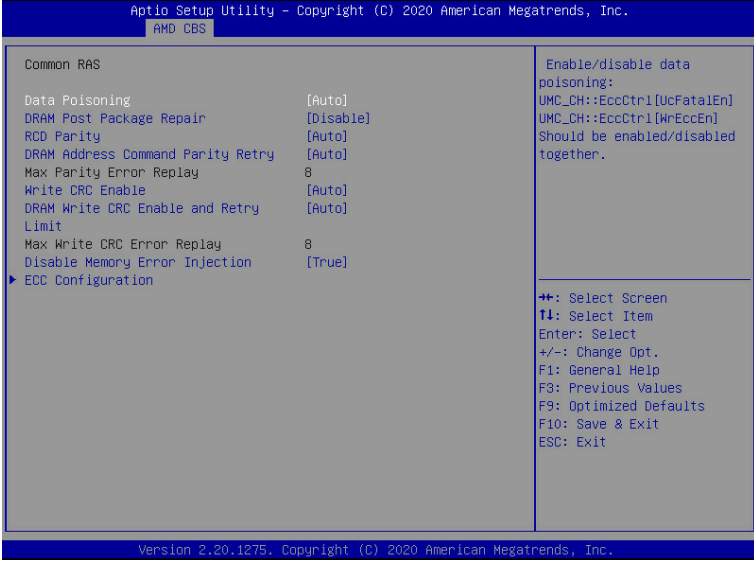 Aptio Setup Utility – Copyright (C) 2020 American Megatrends, Inc.
AMD CBS
Common RAS
Data Poisoning [Auto]
DRAM Post Package Repair [Disable]
RCD Parity [Auto]
DRAM Address Command Parity Retry [Auto]
Max Parity Error Replay 8
Write CRC Enable [Auto]
DRAM Write CRC Enable and Retry [Auto]
Limit
Max Write CRC Error Replay 8
Disable Memory Error Injection [True]
ECC Configuration
Enable/disable data
poisoning:
UMC_CH::EccCtrl[UcFatalEn]
UMC_CH::EccCtrl[WrEccEn]
Should be enabled/disabled
together.
→←: Select Screen
↑↓: Select Item
Enter: Select
+/-: Change Opt.
F1: General Help
F3: Previous Values
F9: Optimized Defaults
F10: Save & Exit
ESC: Exit
Version 2.20.1275. Copyright (C) 2020 American Megatrends, Inc.